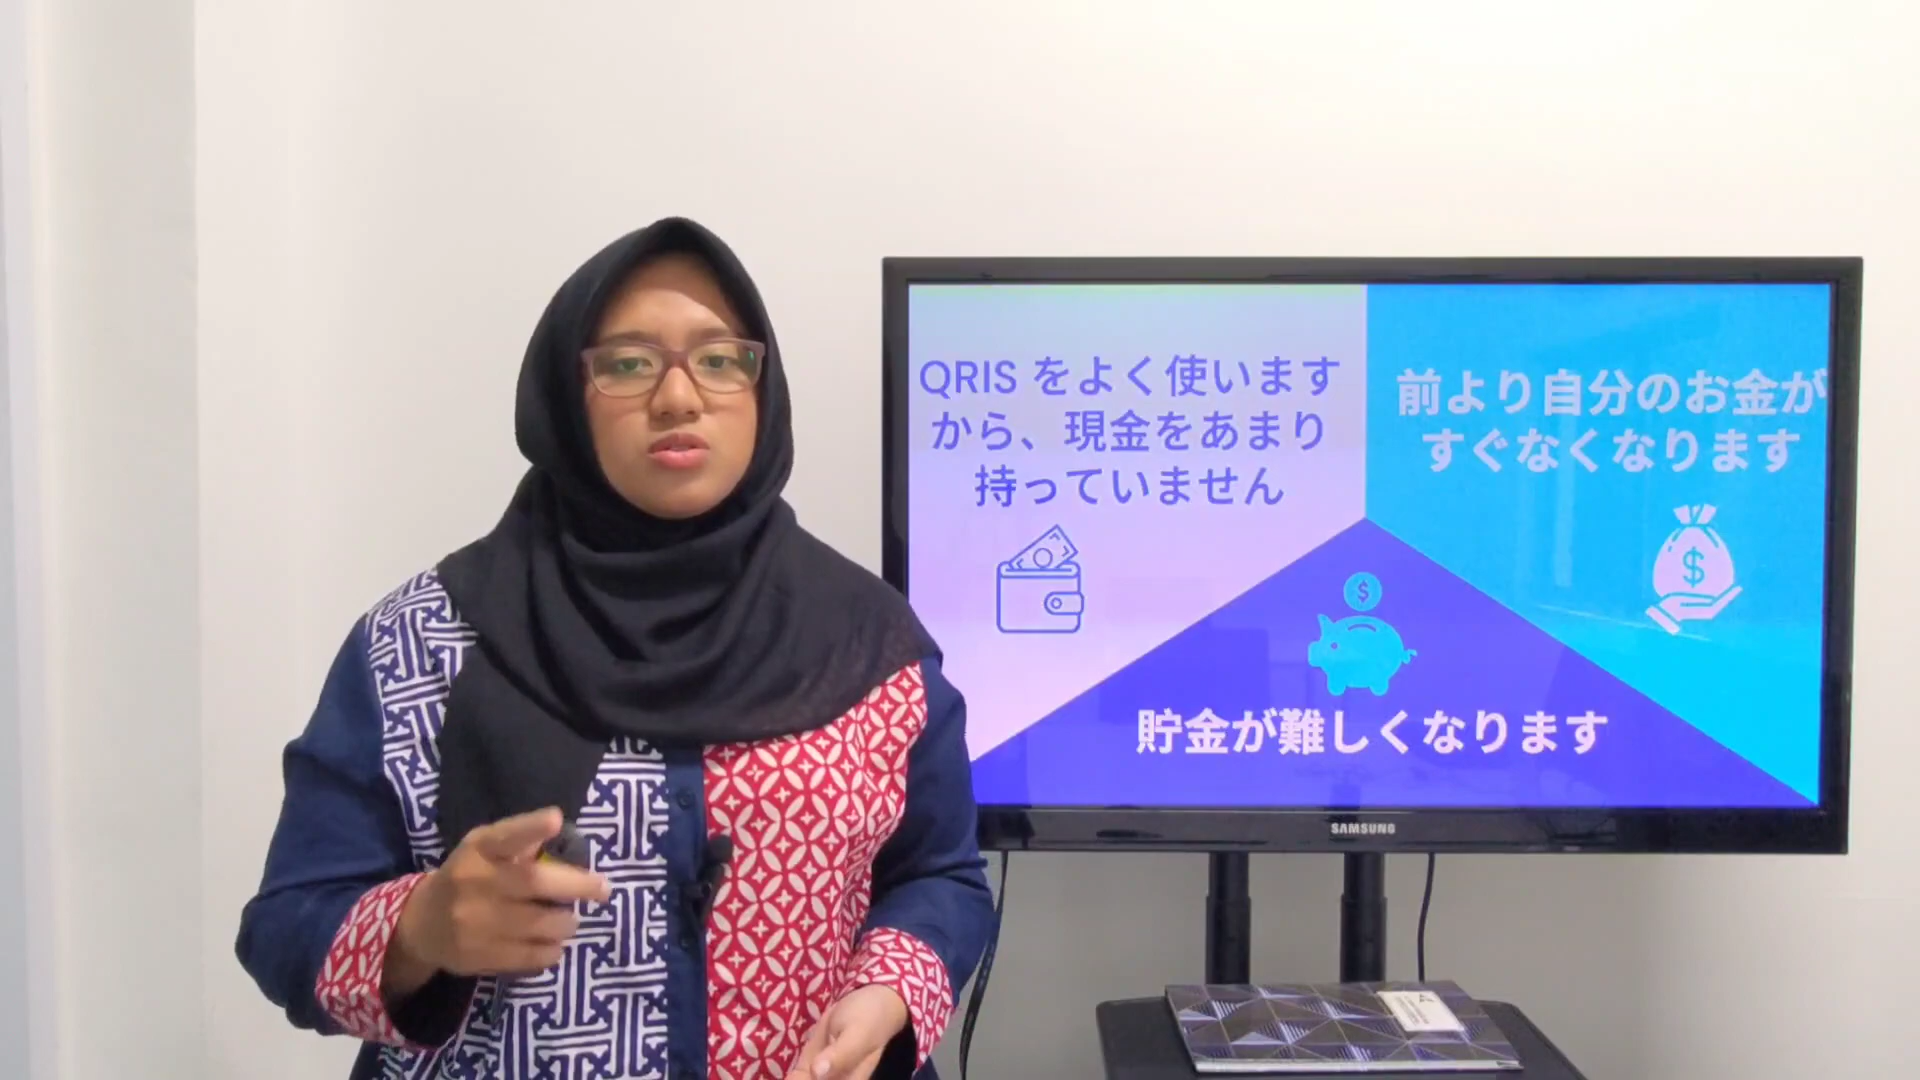 QRIS をよく使います
から、現金をあまり
持っていません
前より自分のお金が
すぐなくなります
貯金が難しくなります
SAMSUNG